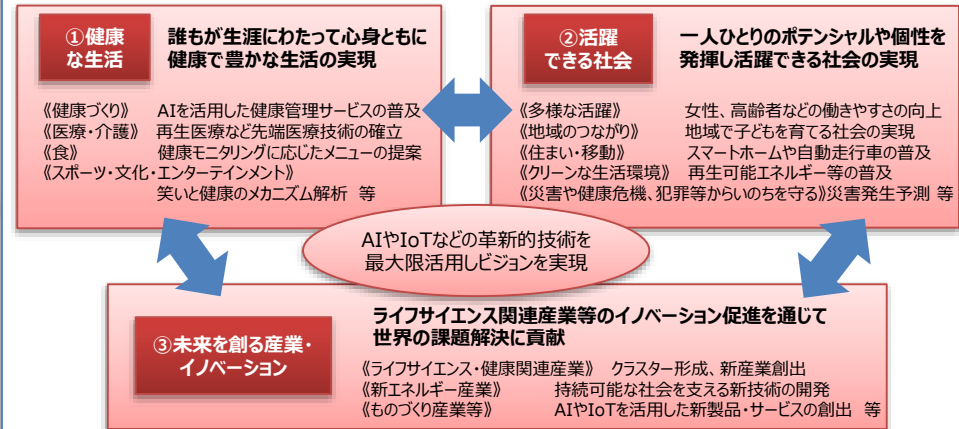 ①健康
な生活
誰もが生涯にわたって心身ともに
健康で豊かな生活の実現
《健康づくり》 AIを活用した健康管理サービスの普及
《医療・介護》 再生医療など先端医療技術の確立
《食》 健康モニタリングに応じたメニューの提案
《スポーツ・文化・エンターテインメント》
笑いと健康のメカニズム解析 等
②活躍
できる社会
一人ひとりのポテンシャルや個性を
発揮し活躍できる社会の実現
《多様な活躍》 女性、高齢者などの働きやすさの向上
《地域のつながり》 地域で子どもを育てる社会の実現
《住まい・移動》 スマートホームや自動走行車の普及
《クリーンな生活環境》 再生可能エネルギー等の普及
《災害や健康危機、犯罪等からいのちを守る》災害発生予測 等
AIやIoTなどの革新的技術を
最大限活用しビジョンを実現
③未来を創る産業・
イノベーション
ライフサイエンス関連産業等のイノベーション促進を通じて
世界の課題解決に貢献
《ライフサイエンス・健康関連産業》 クラスター形成、新産業創出
《新エネルギー産業》 持続可能な社会を支える新技術の開発
《ものづくり産業等》 AIやIoTを活用した新製品・サービスの創出 等